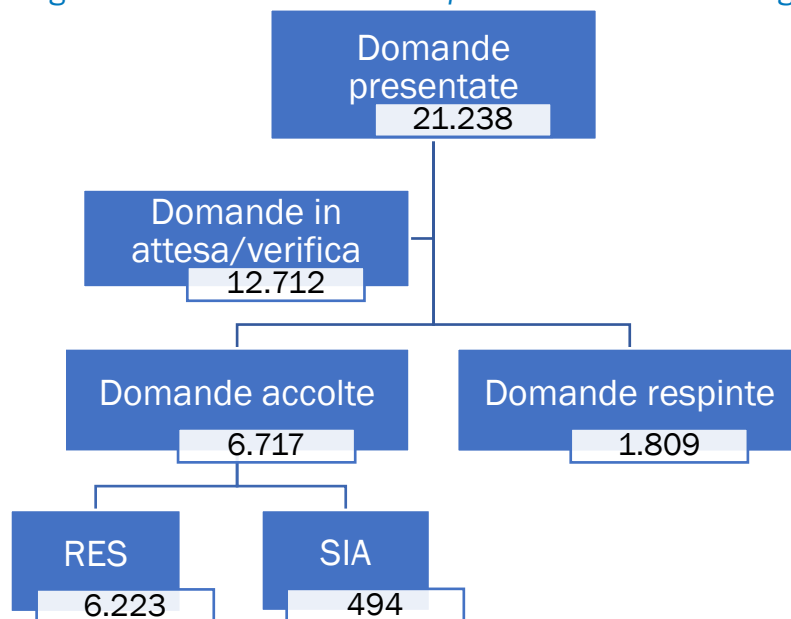 Domande
presentate
21.238
Domande in
attesa/verifica
12.712
Domande accolte
6.717
Domande respinte
1.809
RES
6.223
SIA
494